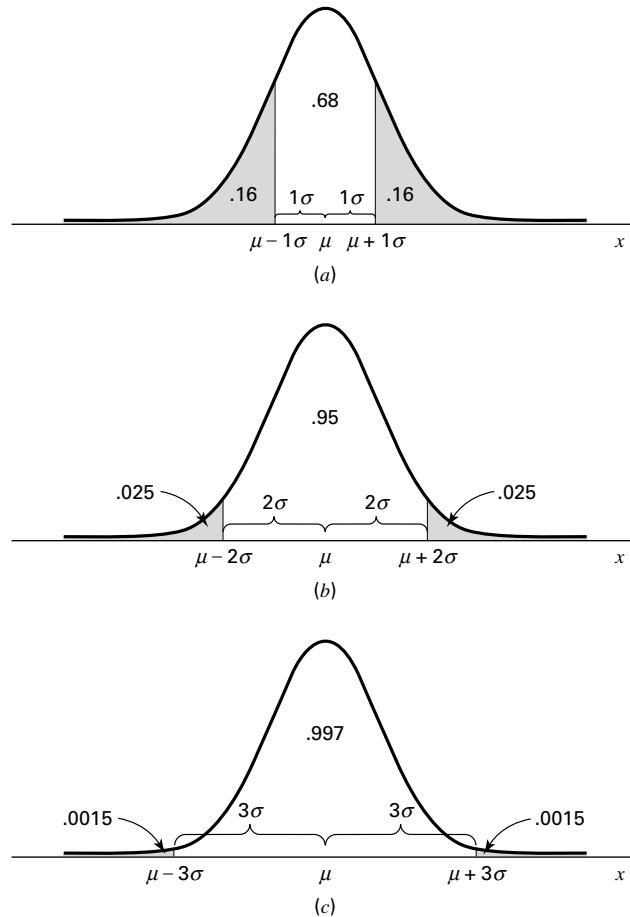 .68
.16 1σ 1σ .16
μ − 1σ μ μ + 1σ x
(a)
.95
.025 2σ 2σ .025
μ − 2σ μ μ + 2σ x
(b)
.997
.0015 3σ 3σ .0015
μ − 3σ μ μ + 3σ x
(c)